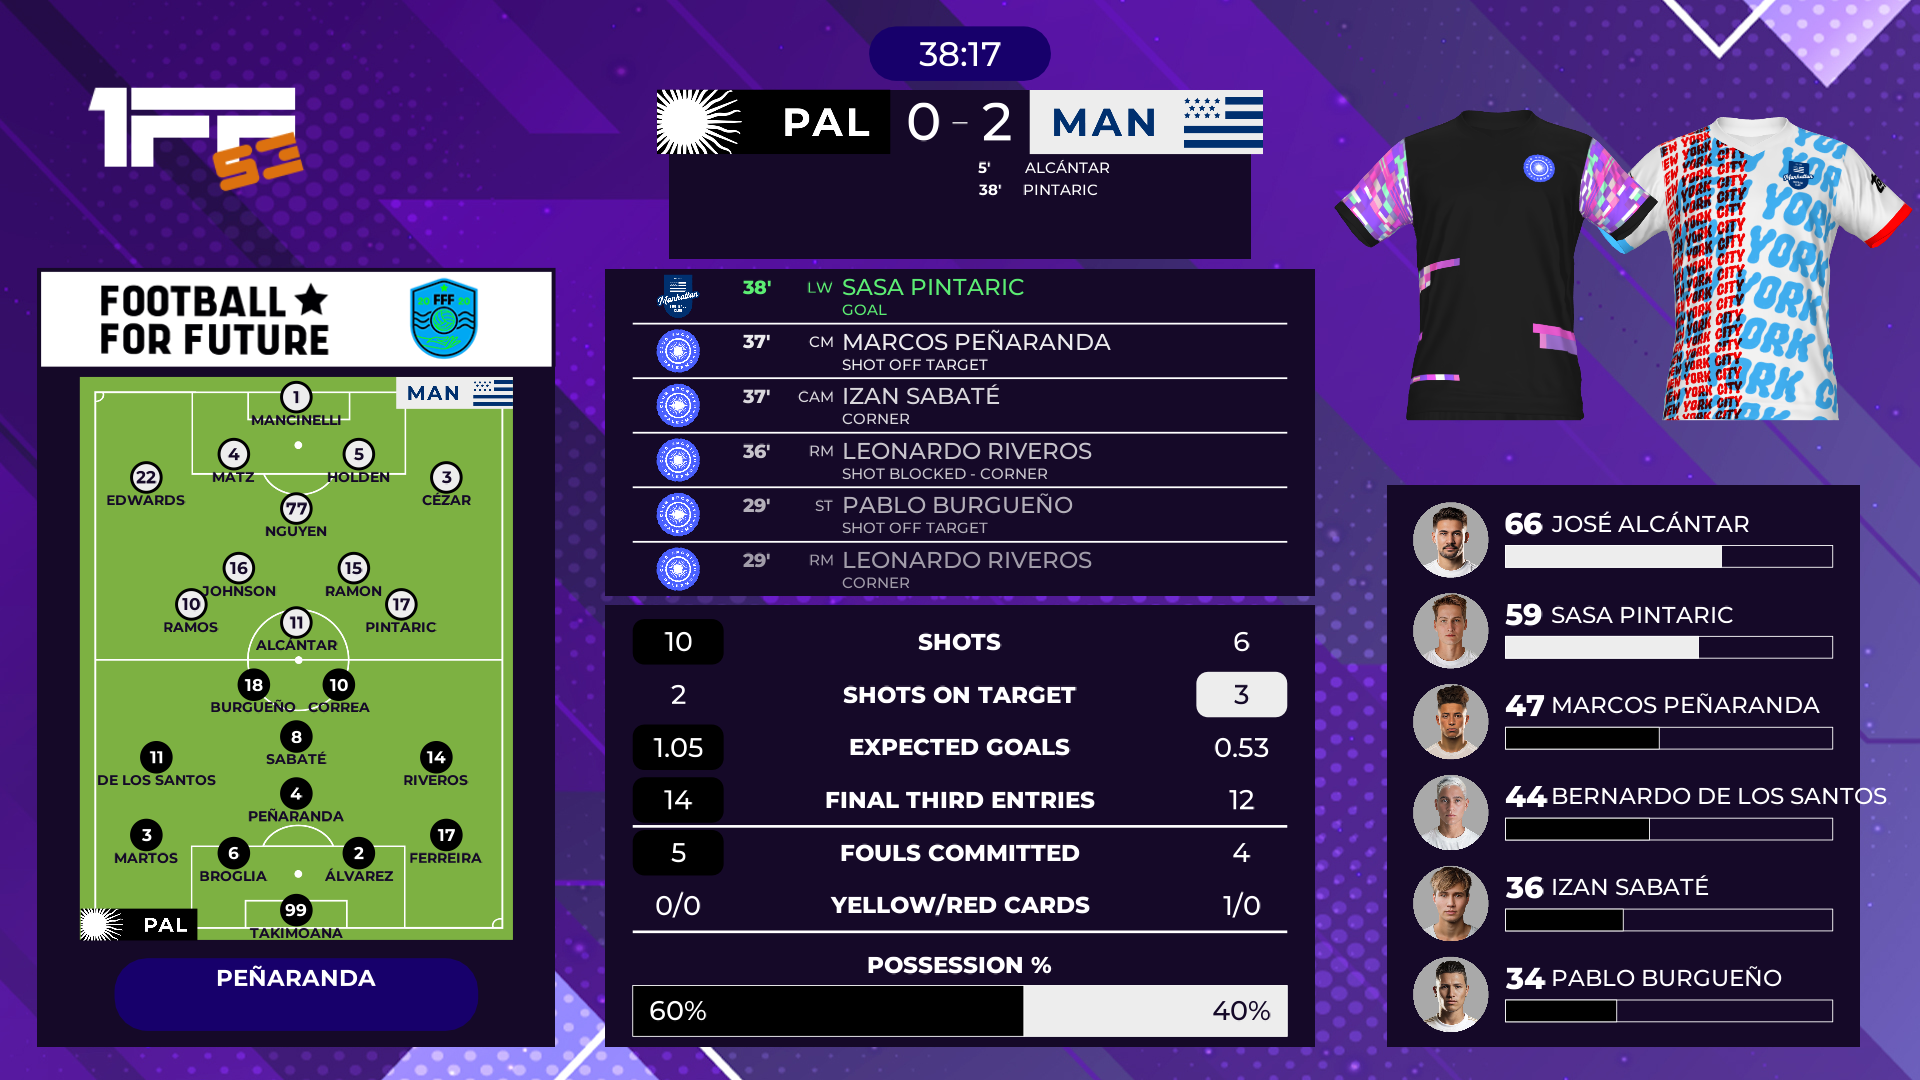 38:17
1FFF
S3
PAL 0 - 2 MAN
5' ALCÁNTAR
38' PINTARIC
FOOTBALL
FOR FUTURE
20 FFF 20
MAN
1
MANCINELLI
4
MATZ
5
HOLDEN
22
EDWARDS
3
CÉZAR
77
NGUYEN
16
JOHNSON
15
RAMON
10
RAMOS
17
PINTARIC
11
ALCÁNTAR
18
BURGUEÑO
10
CORREA
8
SABATÉ
11
DE LOS SANTOS
14
RIVEROS
4
PEÑARANDA
3
MARTOS
6
BROGLIA
2
ÁLVAREZ
17
FERREIRA
99
TAKIMOANA
PAL
PEÑARANDA
Manhattan
38' LW SASA PINTARIC
GOAL
37' CM MARCOS PEÑARANDA
SHOT OFF TARGET
37' CAM IZAN SABATÉ
CORNER
36' RM LEONARDO RIVEROS
SHOT BLOCKED - CORNER
29' ST PABLO BURGUEÑO
SHOT OFF TARGET
29' RM LEONARDO RIVEROS
CORNER
10 SHOTS 6
2 SHOTS ON TARGET 3
1.05 EXPECTED GOALS 0.53
14 FINAL THIRD ENTRIES 12
5 FOULS COMMITTED 4
0/0 YELLOW/RED CARDS 1/0
POSSESSION %
60% 40%
NEW YORK CITY
YORK
66 JOSÉ ALCÁNTAR
59 SASA PINTARIC
47 MARCOS PEÑARANDA
44 BERNARDO DE LOS SANTOS
36 IZAN SABATÉ
34 PABLO BURGUEÑO